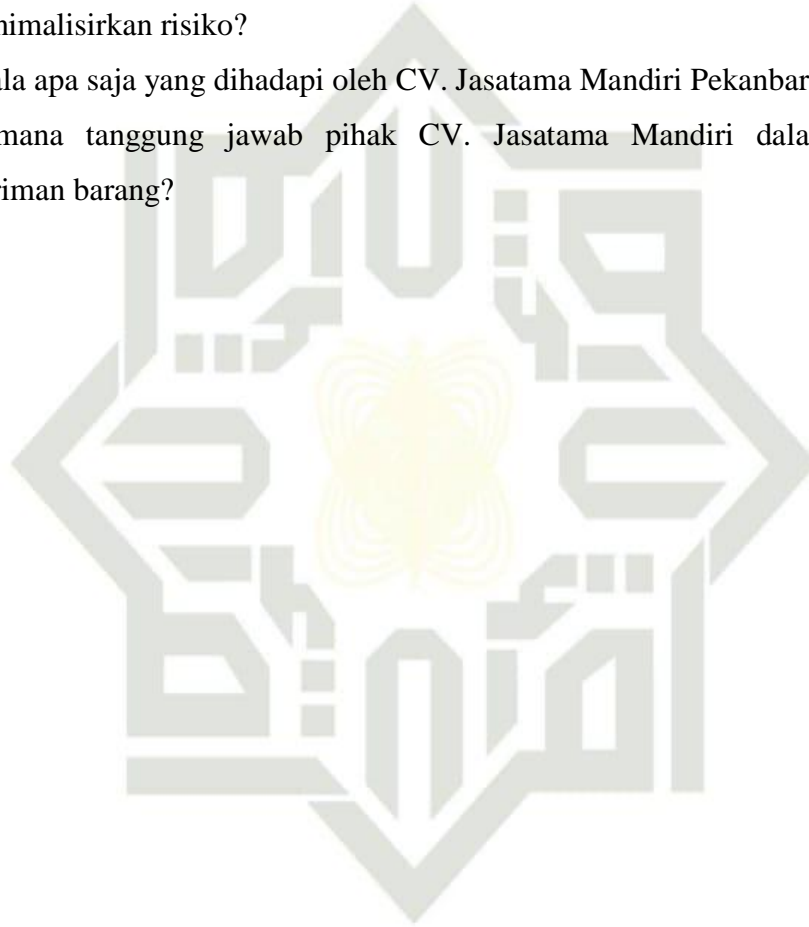 nimalisirkan risiko?
ala apa saja yang dihadapi oleh CV. Jasatama Mandiri Pekanbar
mana tanggung jawab pihak CV. Jasatama Mandiri dala
riman barang?